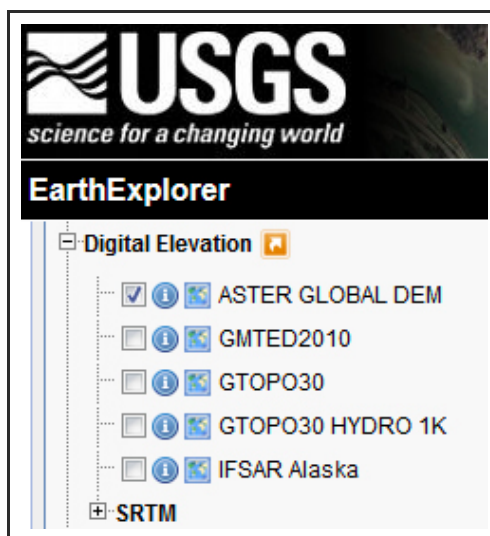 USGS
science for a changing world
EarthExplorer
Digital Elevation
ASTER GLOBAL DEM
GMTED2010
GTOPO30
GTOPO30 HYDRO 1K
IFSAR Alaska
SRTM